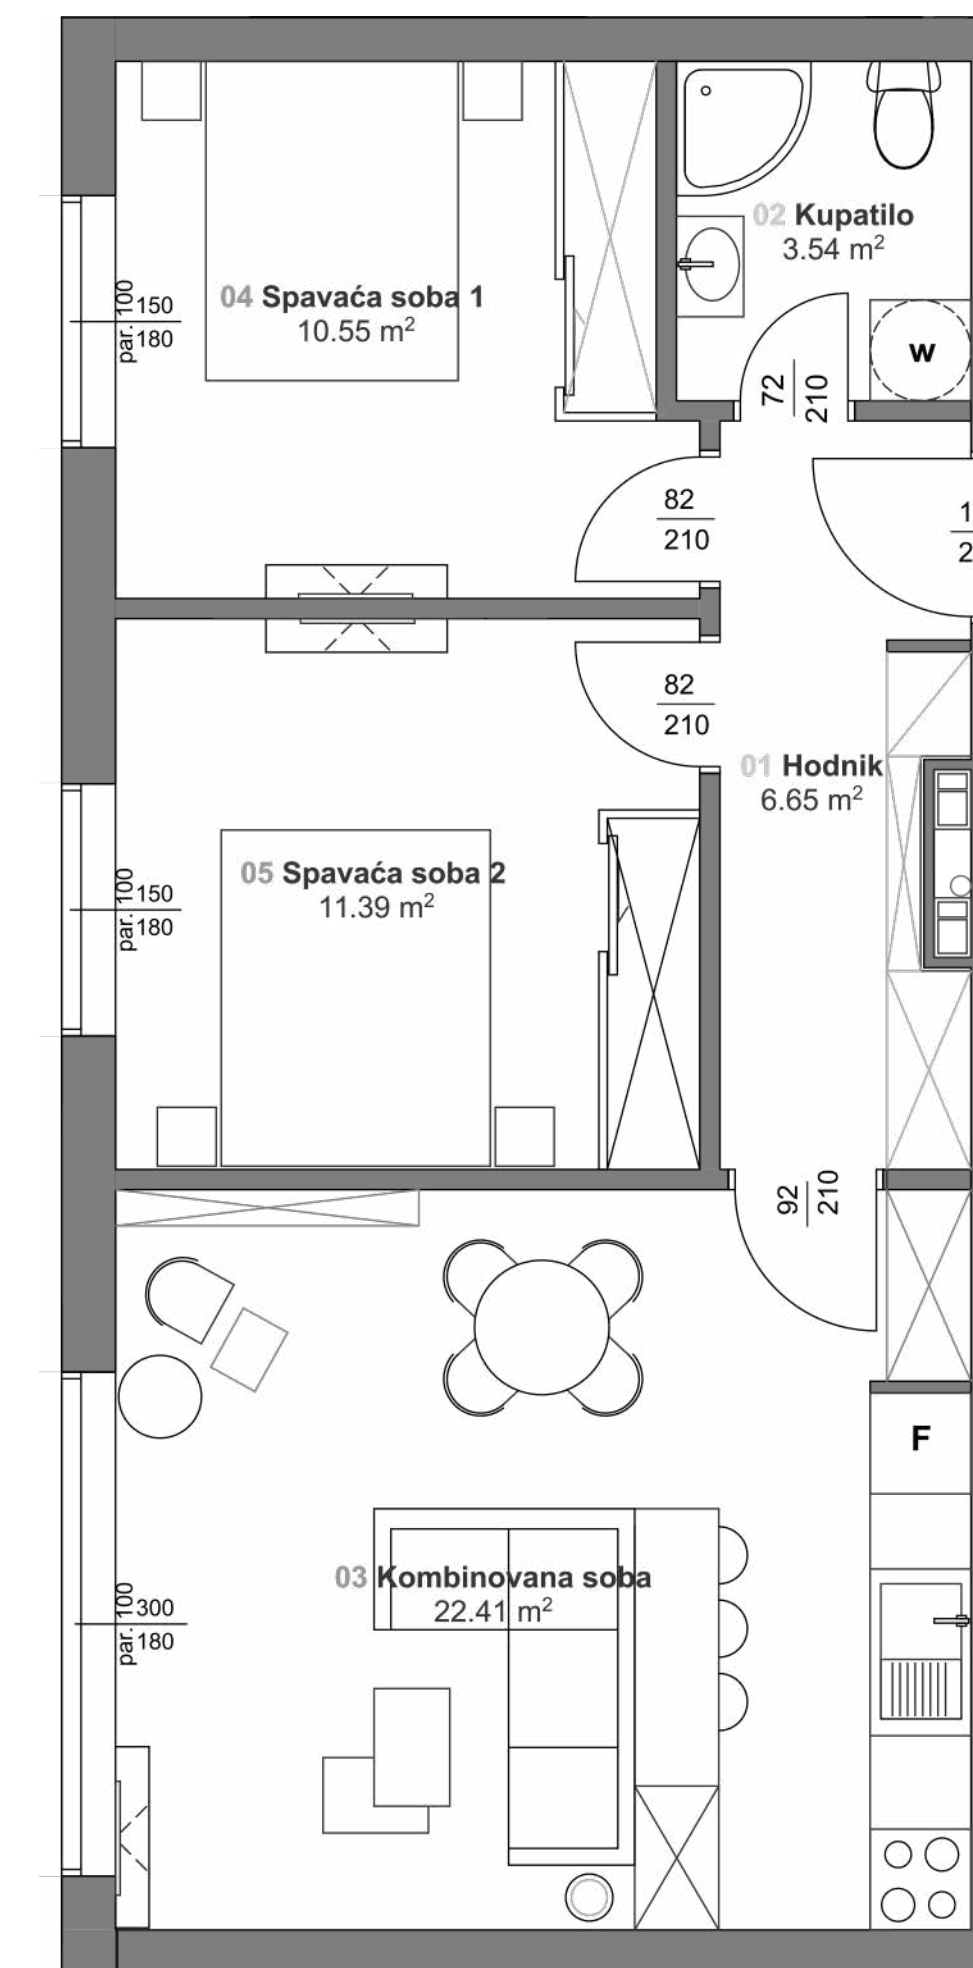 02 Kupatilo
3.54 m²
04 Spavaća soba 1
10.55 m²
par. 100
150
180
W
72
210
82
210
1
2
82
210
01 Hodnik
6.65 m²
05 Spavaća soba 2
11.39 m²
par. 100
150
180
92
210
F
03 Kombinovana soba
22.41 m²
par. 100
300
180